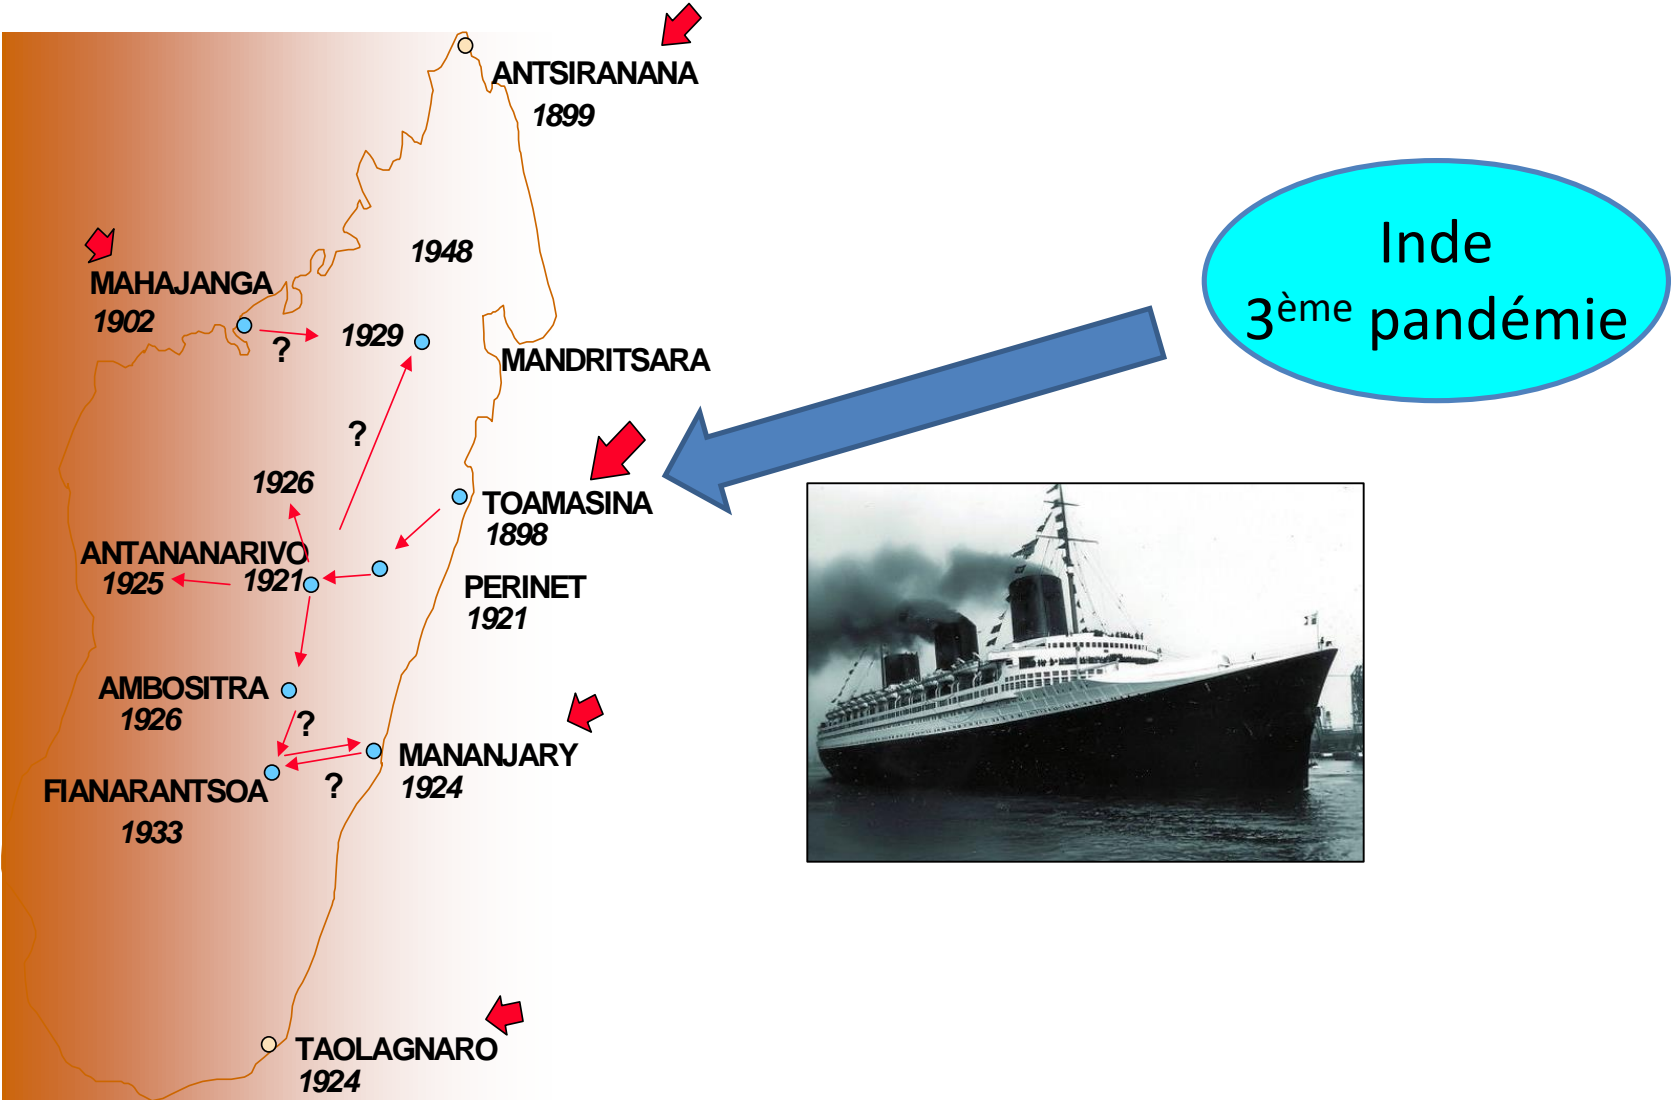 ANTSIRANANA
1899
Inde
3ème pandémie
1948
MAHAJANGA
1902
?
1929
MANDRITSARA
?
1926
TOAMASINA
1898
ANTANANARIVO
1925
1921
PERINET
1921
AMBOSITRA
1926
?
MANANJARY
1924
?
FIANARANTSOA
1933
TAOLAGNARO
1924